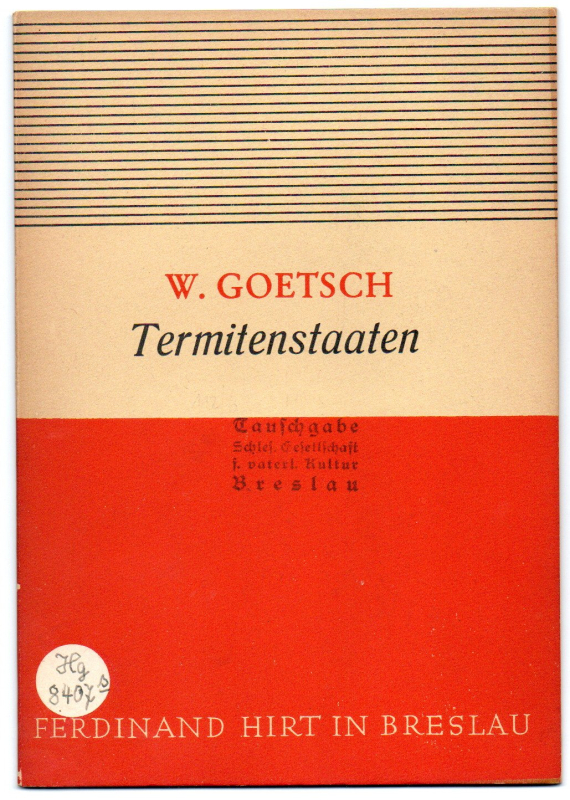 W. GOETSCH
Termitenstaaten
Tauschgabe
Schles. Gesellschaft
f. vaterl. Kultur
Breslau
Hg
8407 s
FERDINAND HIRT IN BRESLAU